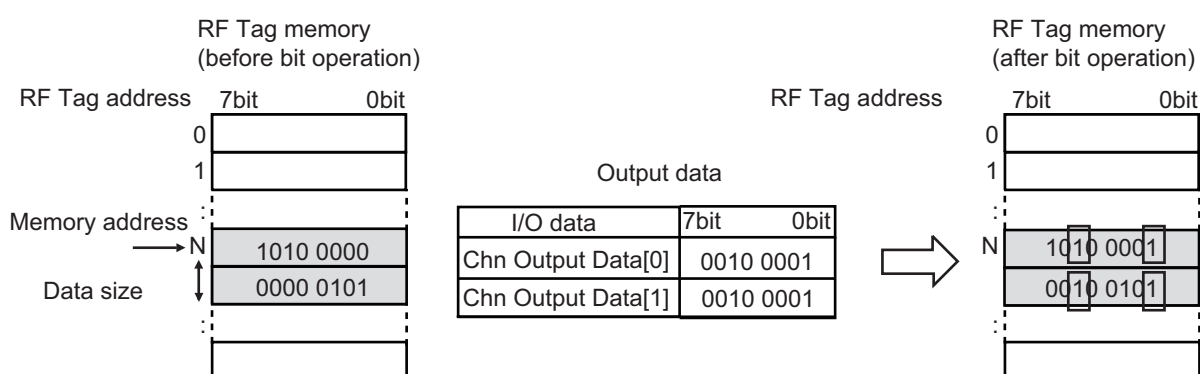 RF Tag memory
(before bit operation)
RF Tag address 7bit 0bit
0
1
:
Memory address
N 1010 0000
Data size 0000 0101
:
Output data
I/O data 7bit 0bit
Chn Output Data[0] 0010 0001
Chn Output Data[1] 0010 0001
RF Tag memory
(after bit operation)
RF Tag address 7bit 0bit
0
1
:
N 1010 0001
0010 0101
: